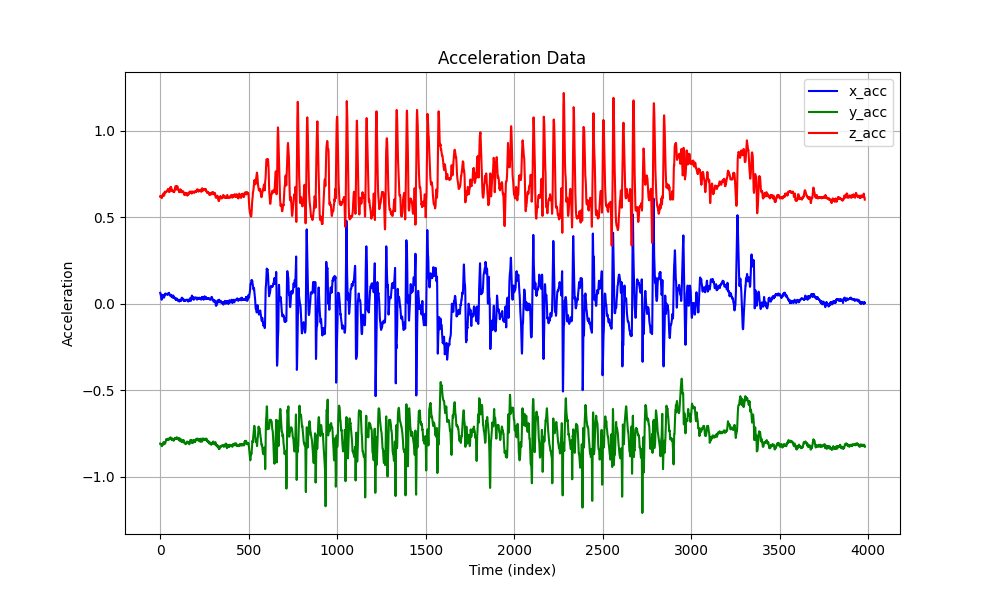 Acceleration Data
x_acc
y_acc
z_acc
1.0
0.5
0.0
−0.5
−1.0
Acceleration
0 500 1000 1500 2000 2500 3000 3500 4000
Time (index)